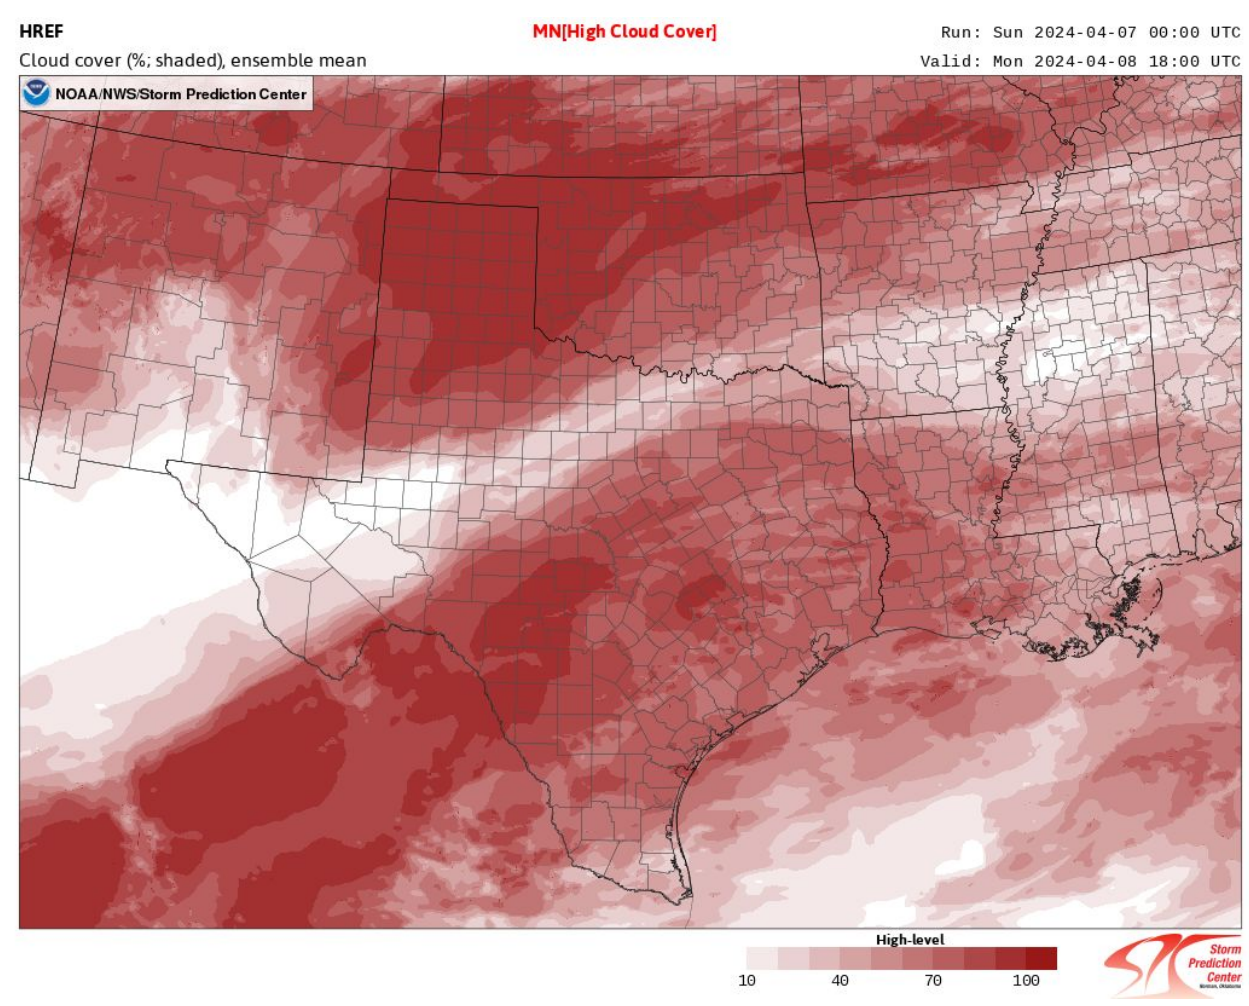 HREF
MN[High Cloud Cover]
Run: Sun 2024-04-07 00:00 UTC
Cloud cover (%; shaded), ensemble mean
Valid: Mon 2024-04-08 18:00 UTC
NOAA/NWS/Storm Prediction Center
High-level
10 40 70 100
Storm
Prediction
Center
Norman, Oklahoma